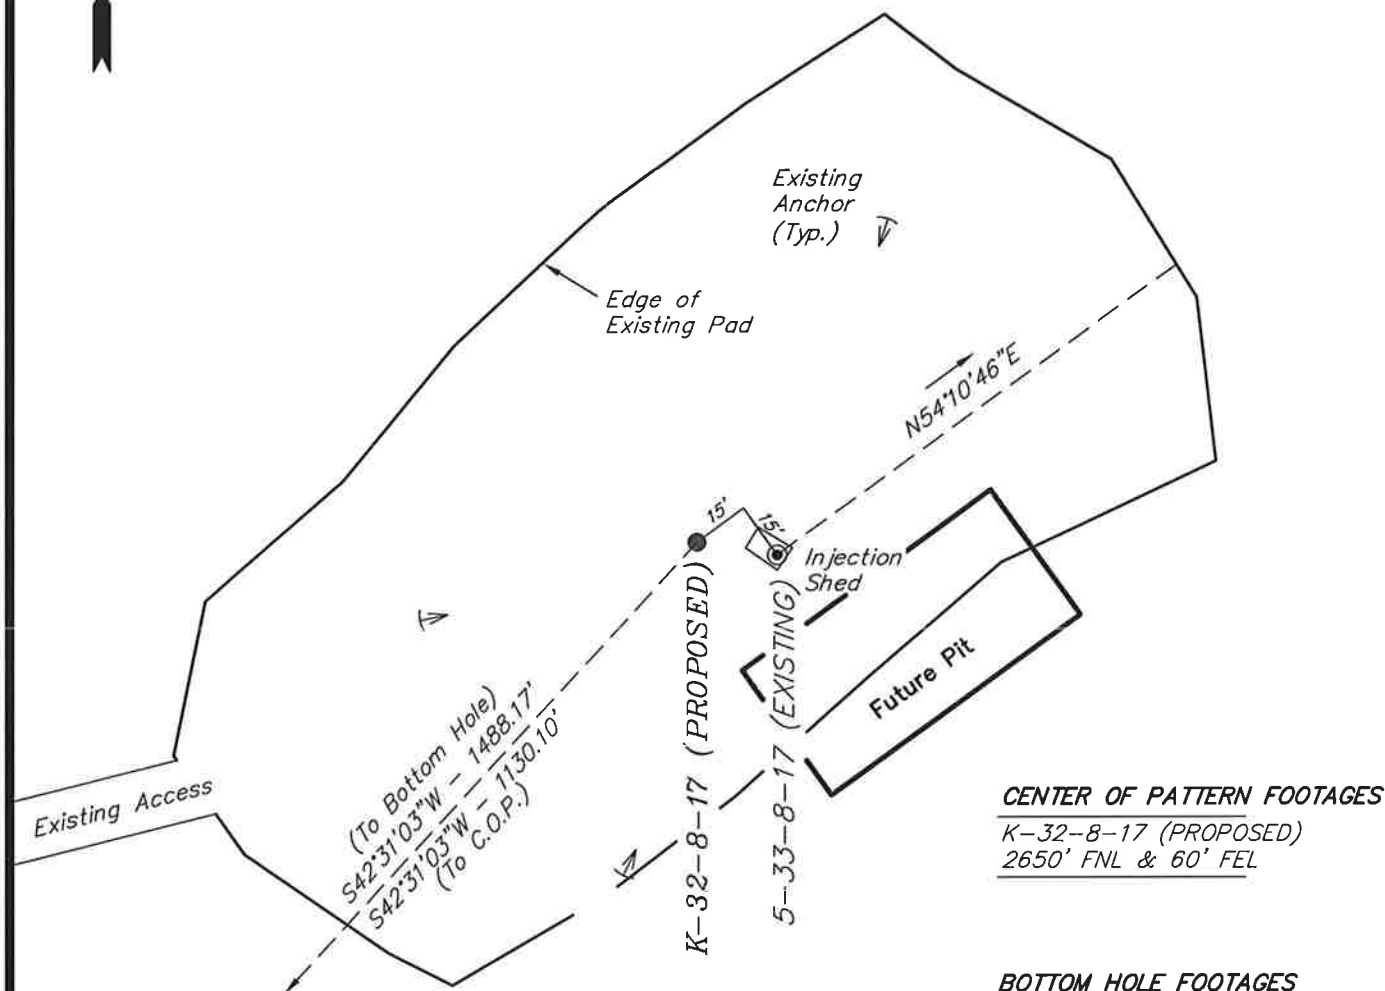 Existing
Anchor
(Typ.)
Edge of
Existing Pad
N54°10'46"E
15'
15'
Injection
Shed
K-32-8-17 (PROPOSED)
5-33-8-17 (EXISTING)
Future Pit
(To Bottom Hole)
S42°31'03"W - 1488.17'
S42°31'03"W - 1130.10'
(To C.O.P.)
Existing Access
CENTER OF PATTERN FOOTAGES
K-32-8-17 (PROPOSED)
2650' FNL & 60' FEL
BOTTOM HOLE FOOTAGES